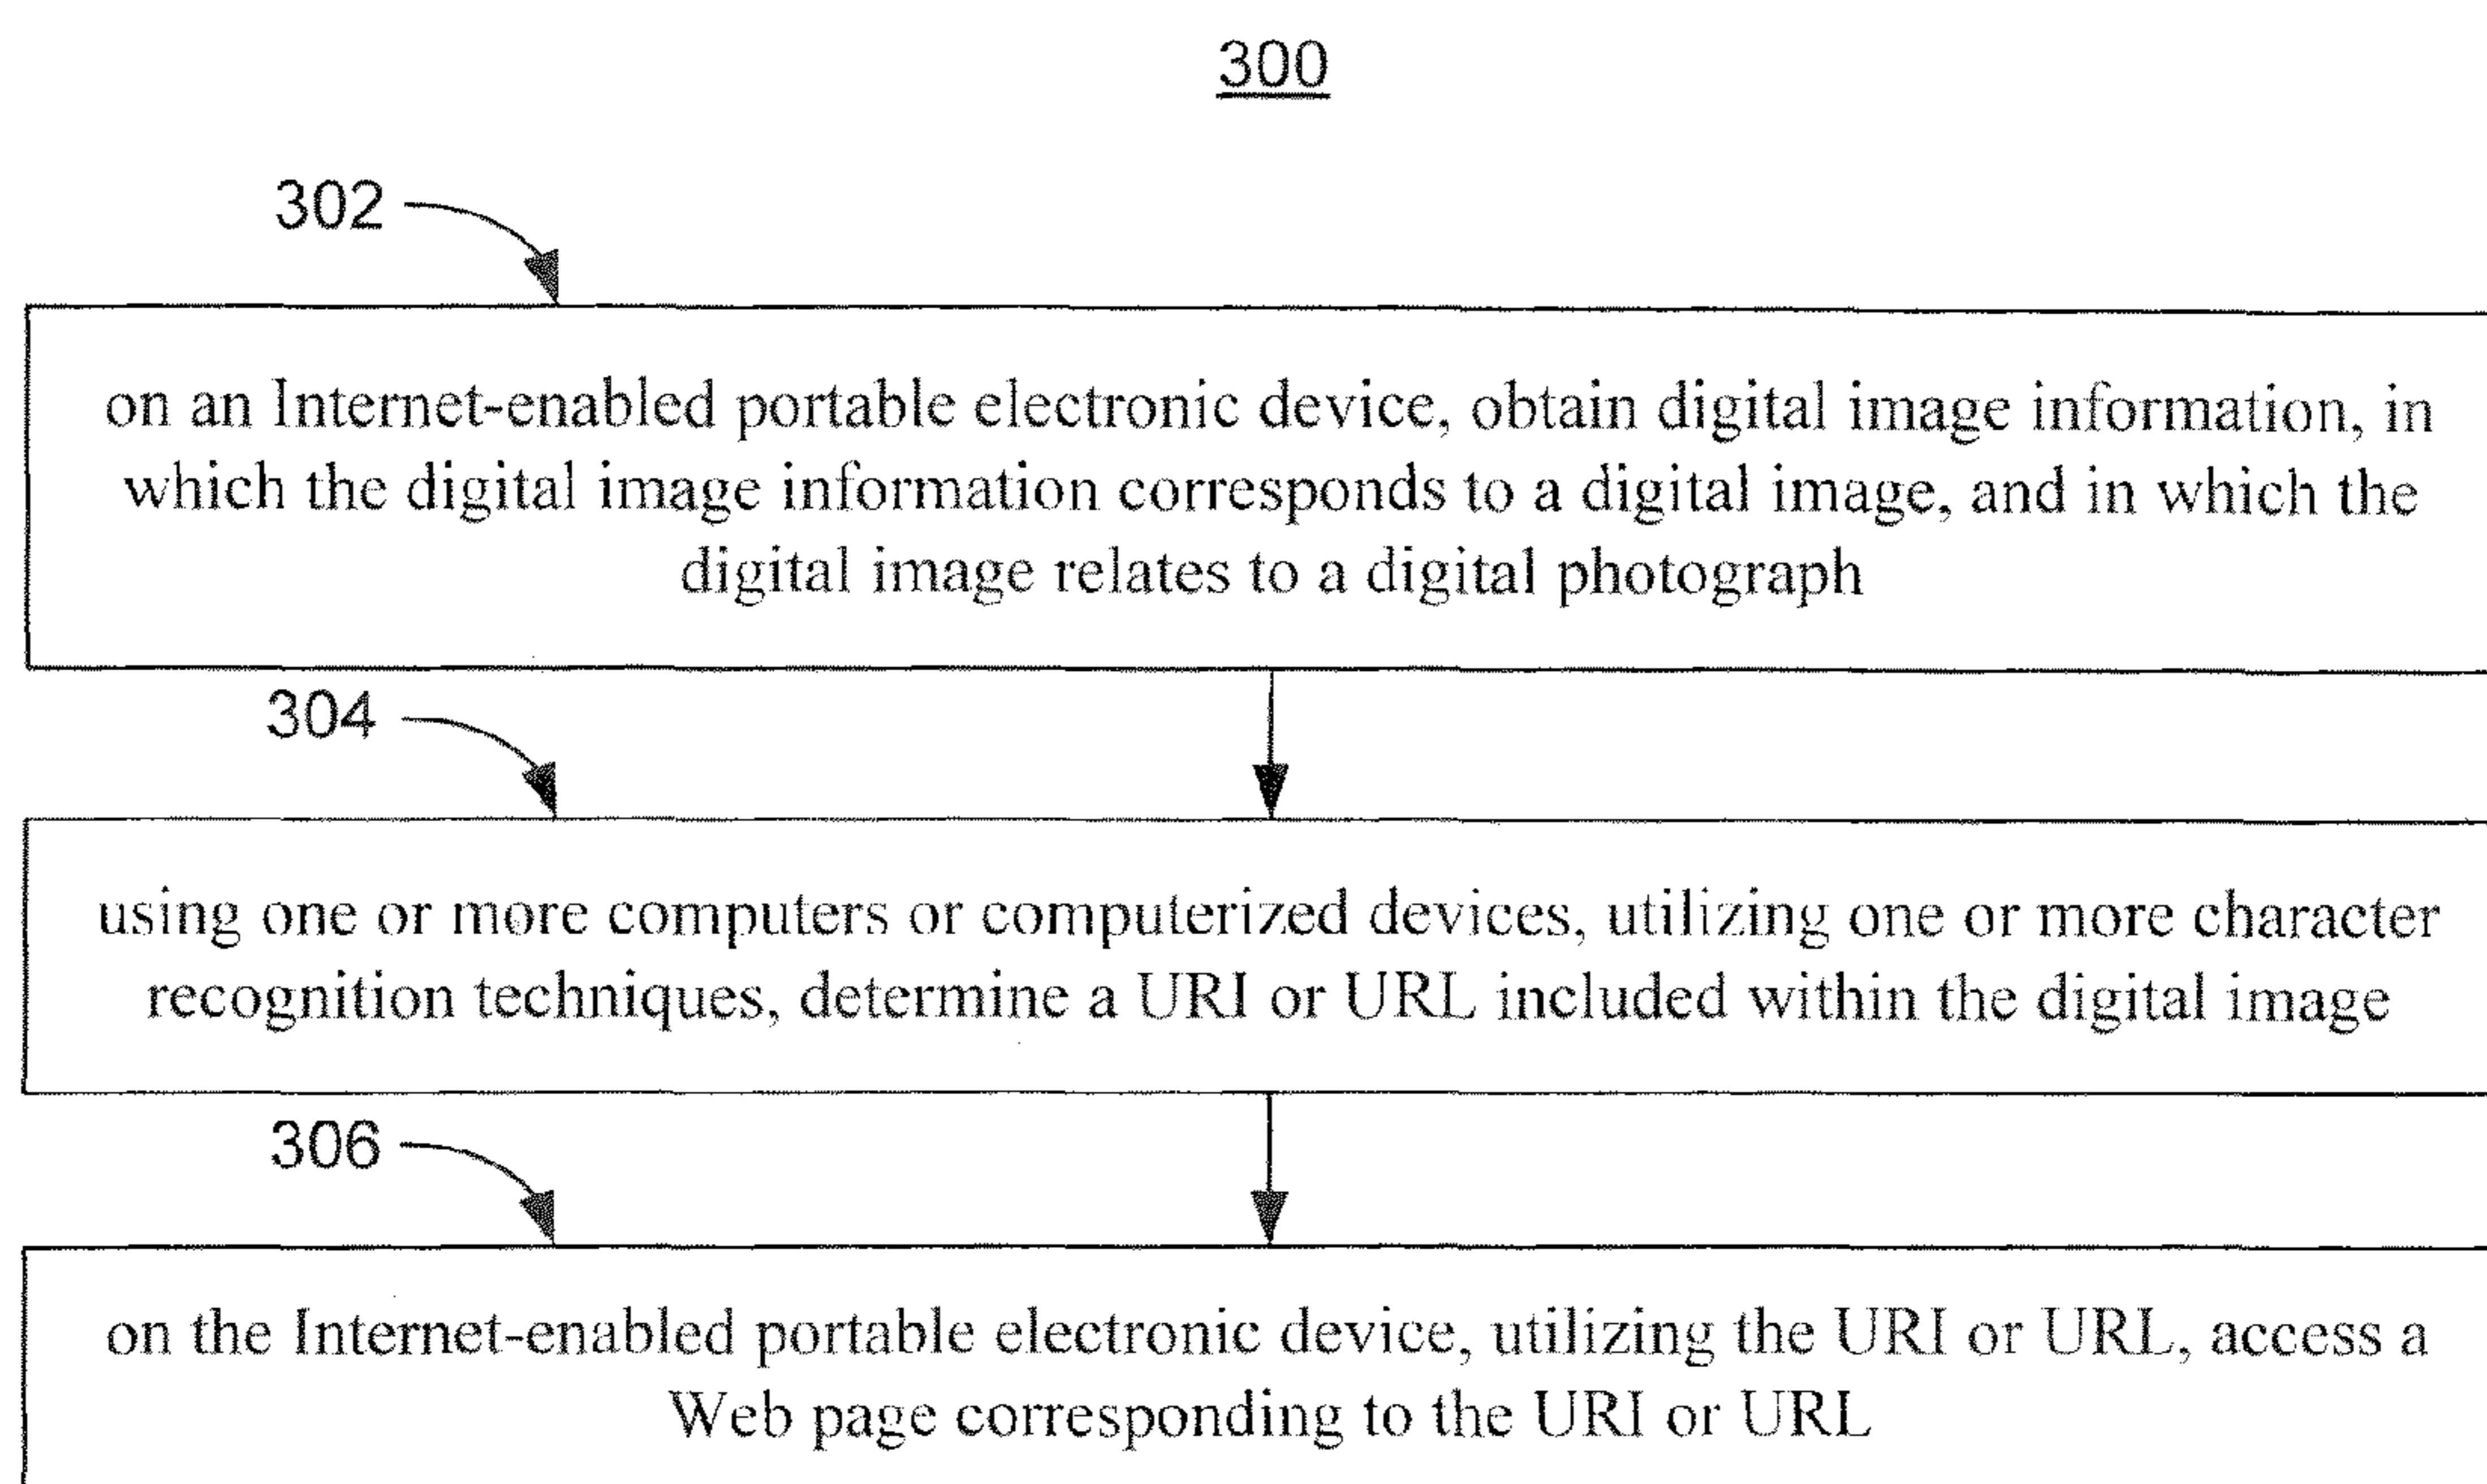 300
302
on an Internet-enabled portable electronic device, obtain digital image information, in
which the digital image information corresponds to a digital image, and in which the
digital image relates to a digital photograph
304
using one or more computers or computerized devices, utilizing one or more character
recognition techniques, determine a URI or URL included within the digital image
306
on the Internet-enabled portable electronic device, utilizing the URI or URL, access a
Web page corresponding to the URI or URL